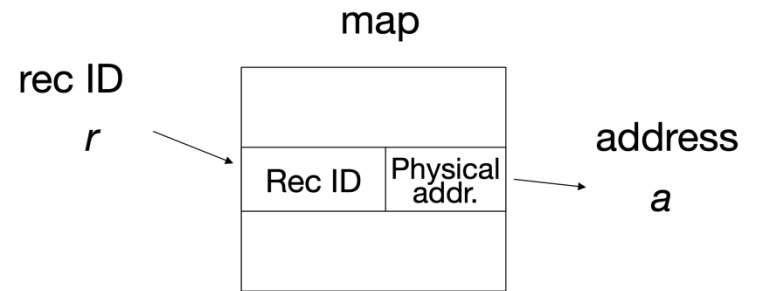 map
rec ID
r
Rec ID
Physical
addr.
address
a